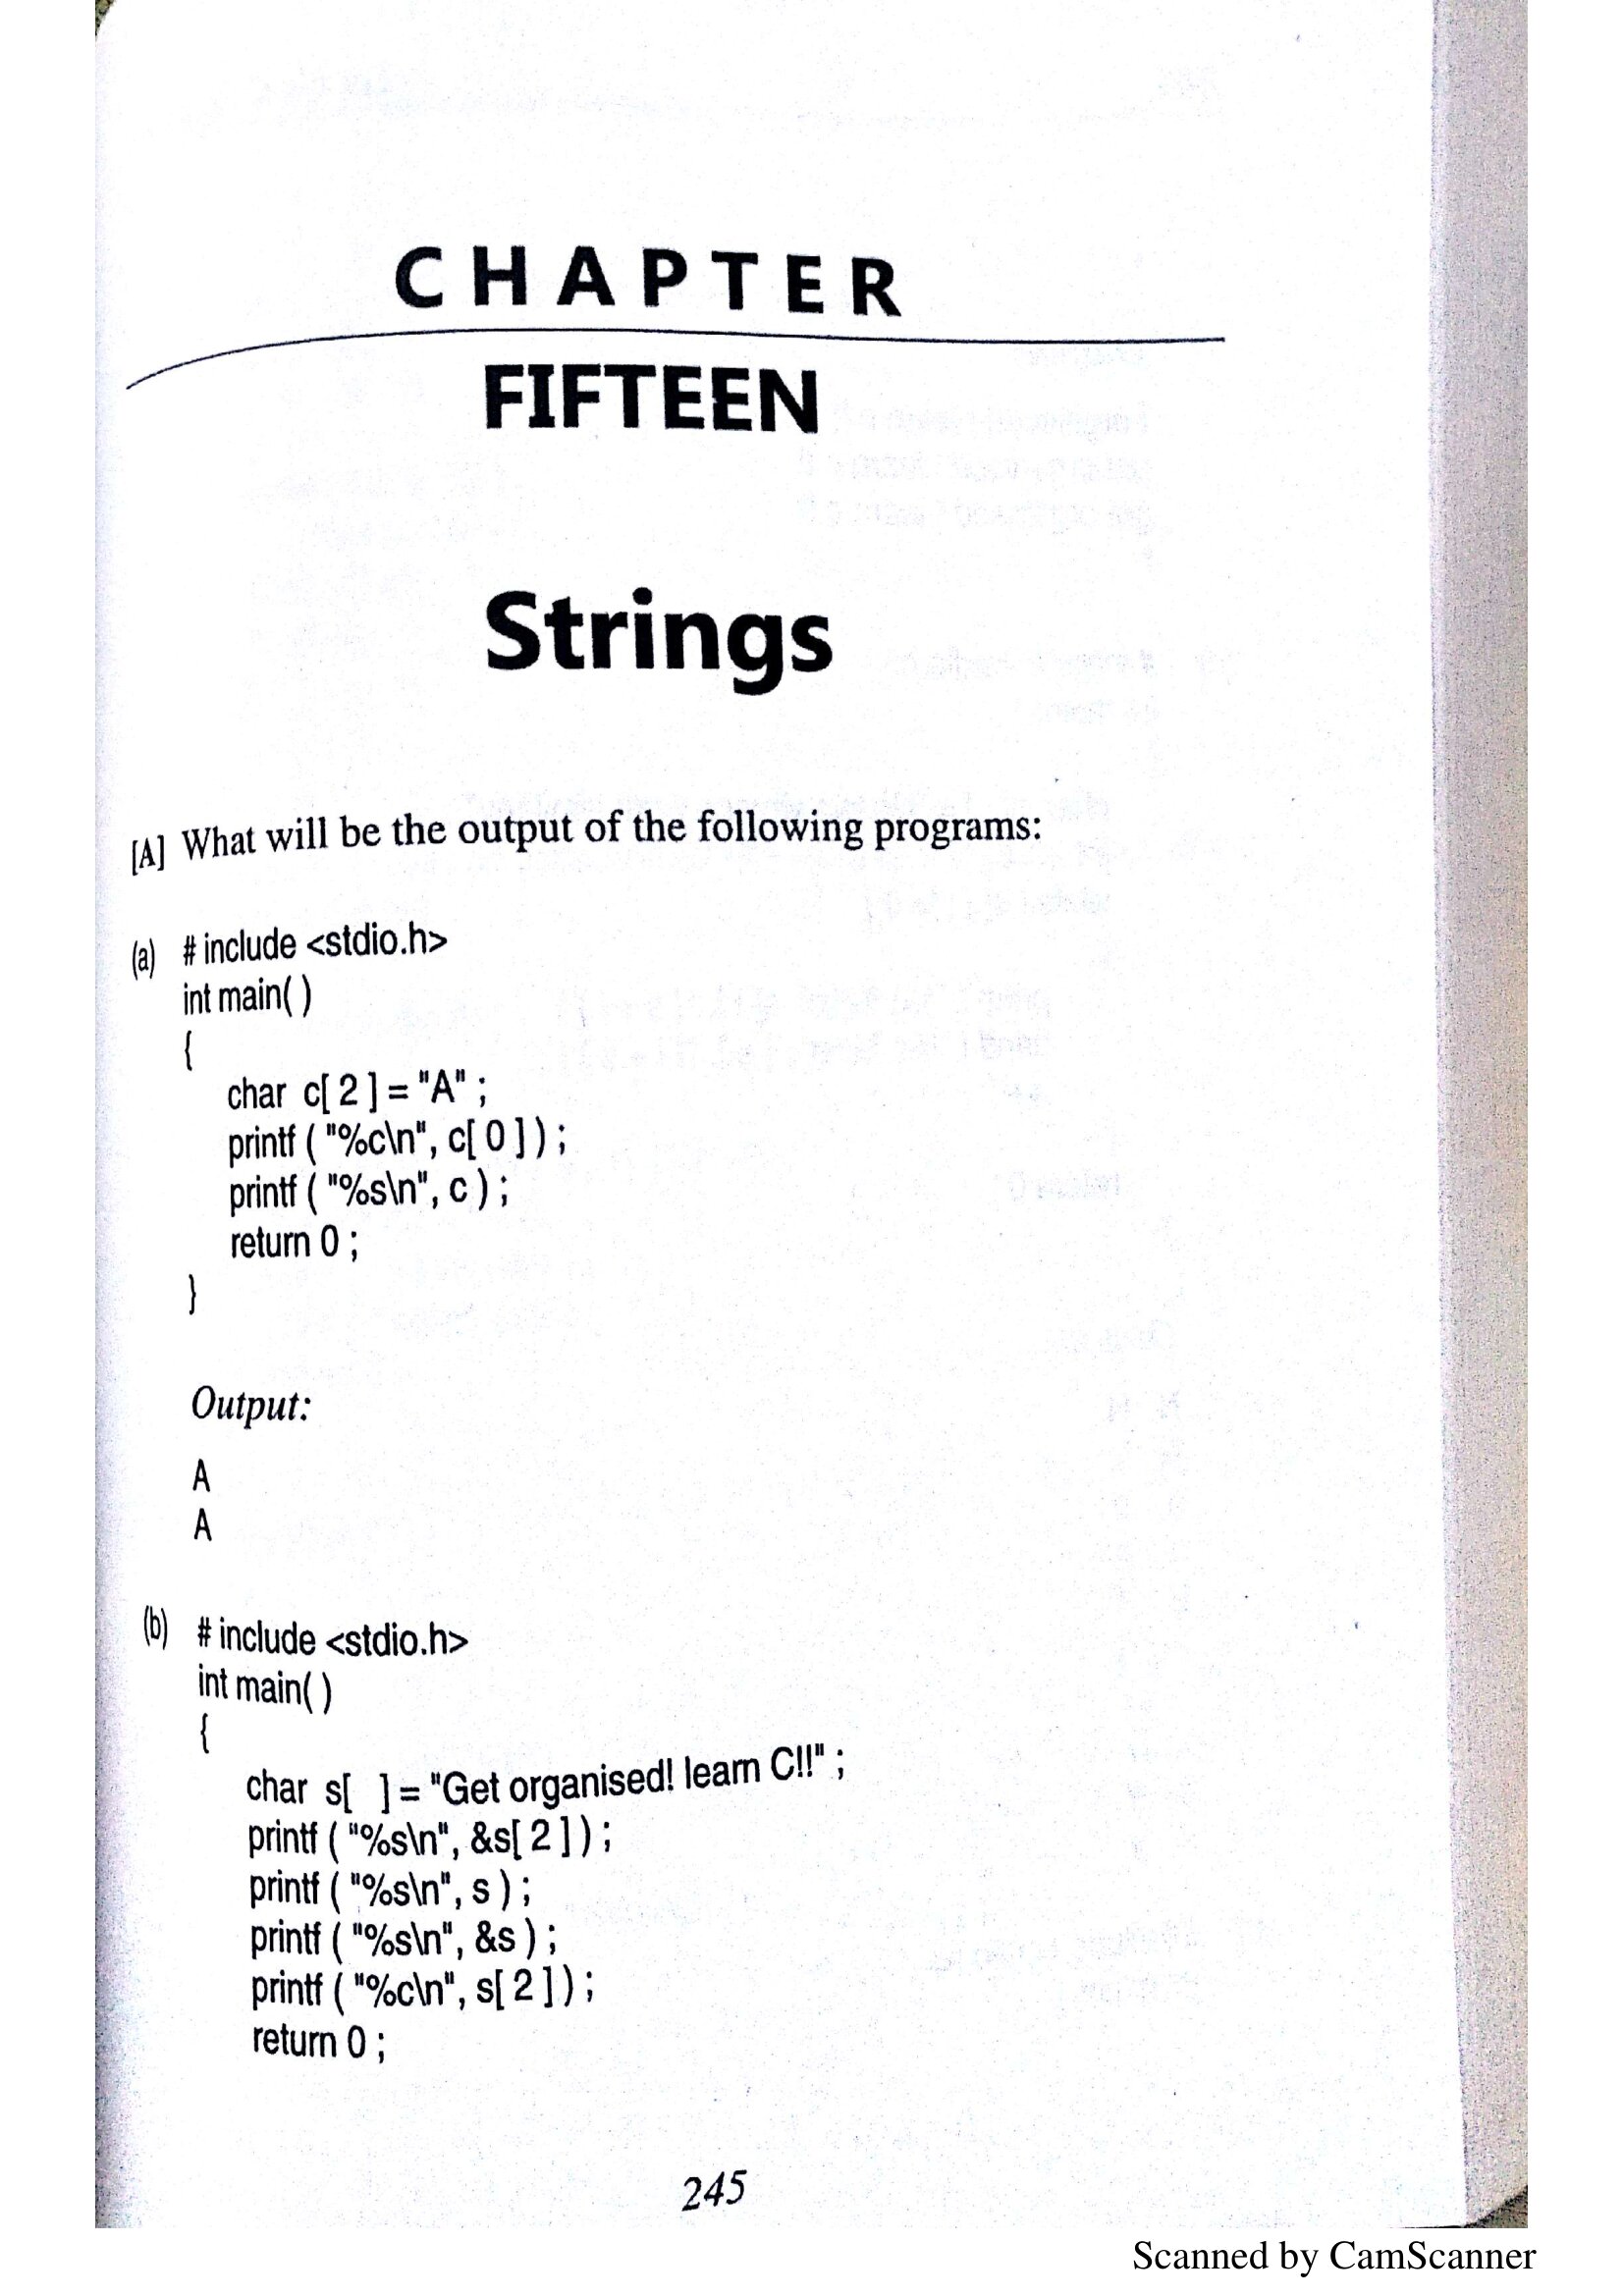 CHAPTER
FIFTEEN
Strings
[A] What will be the output of the following programs:
(a) # include <stdio.h>
int main( )
{
char c[ 2 ] = "A" ;
printf ( "%c\n", c[ 0 ] ) ;
printf ( "%s\n", c ) ;
return 0 ;
}
Output:
A
A
(b) # include <stdio.h>
int main( )
{
char s[ ] = "Get organised! learn C!!" ;
printf ( "%s\n", &s[ 2 ] ) ;
printf ( "%s\n", s ) ;
printf ( "%s\n", &s ) ;
printf ( "%c\n", s[ 2 ] ) ;
return 0 ;
245
Scanned by CamScanner